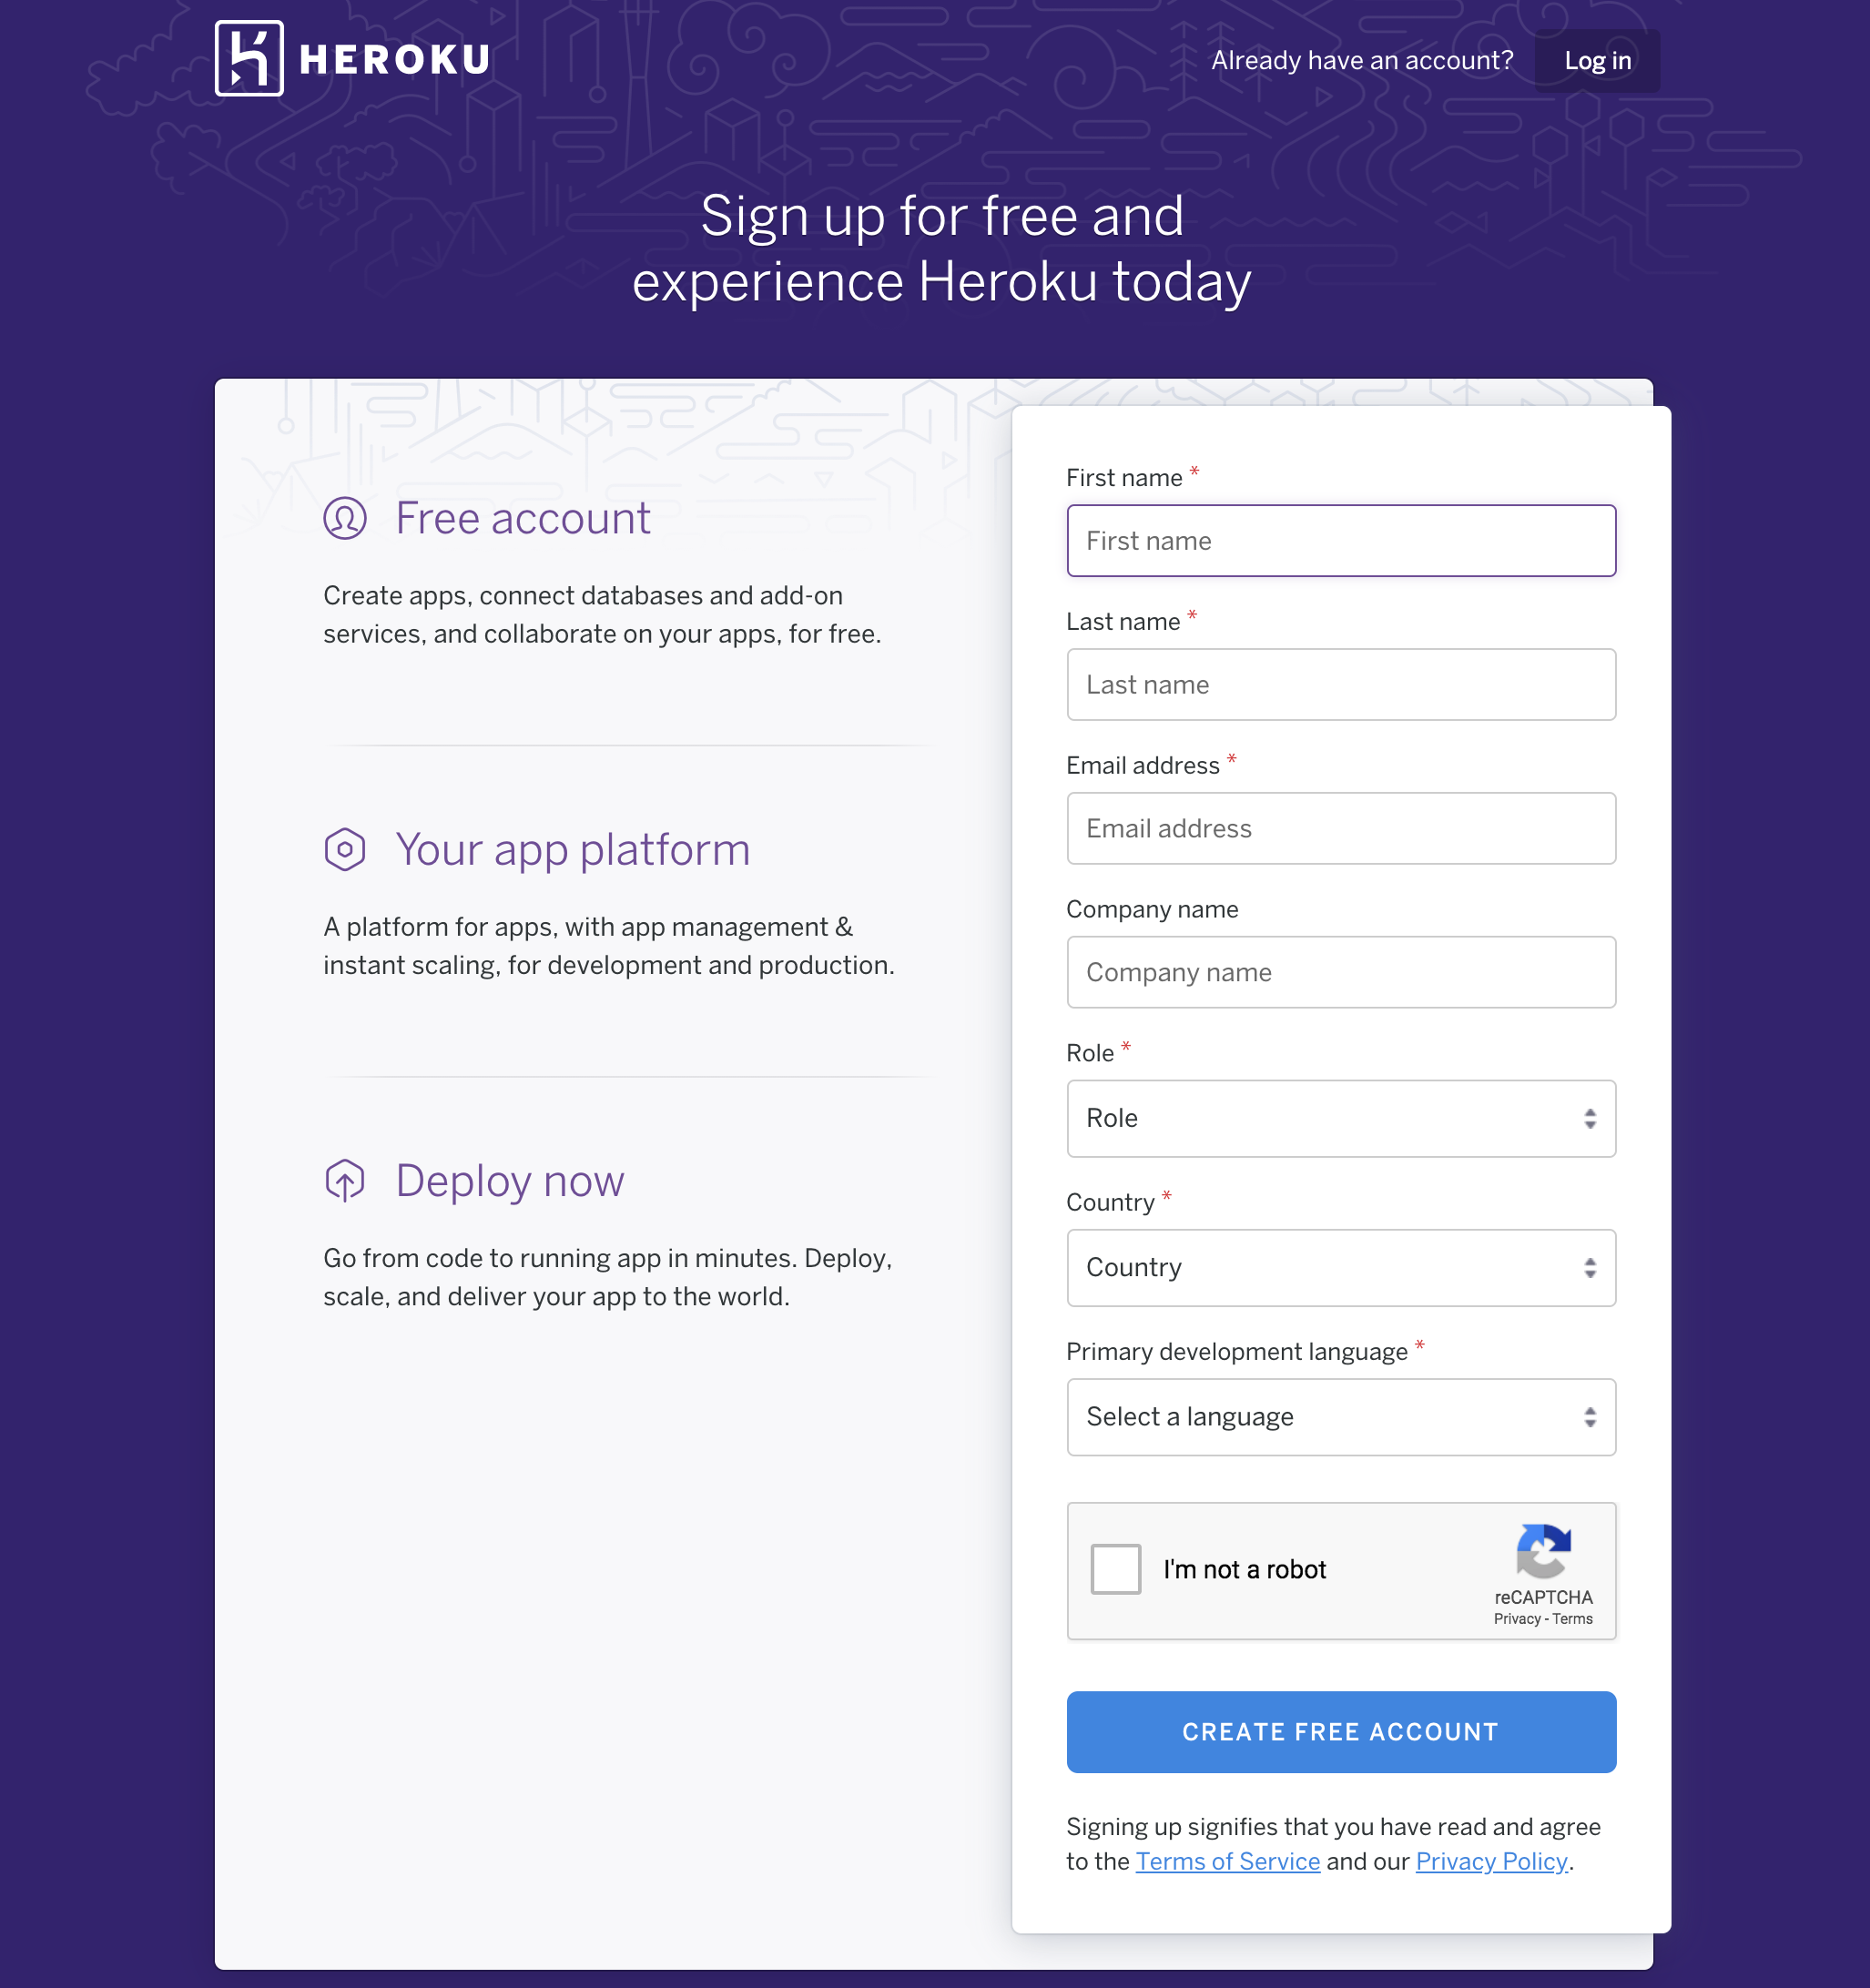 HEROKU
Already have an account? Log in
Sign up for free and
experience Heroku today
Free account
Create apps, connect databases and add-on
services, and collaborate on your apps, for free.
Your app platform
A platform for apps, with app management &
instant scaling, for development and production.
Deploy now
Go from code to running app in minutes. Deploy,
scale, and deliver your app to the world.
First name *
First name
Last name *
Last name
Email address *
Email address
Company name
Company name
Role *
Role
Country *
Country
Primary development language *
Select a language
I'm not a robot
reCAPTCHA
Privacy - Terms
CREATE FREE ACCOUNT
Signing up signifies that you have read and agree
to the Terms of Service and our Privacy Policy.